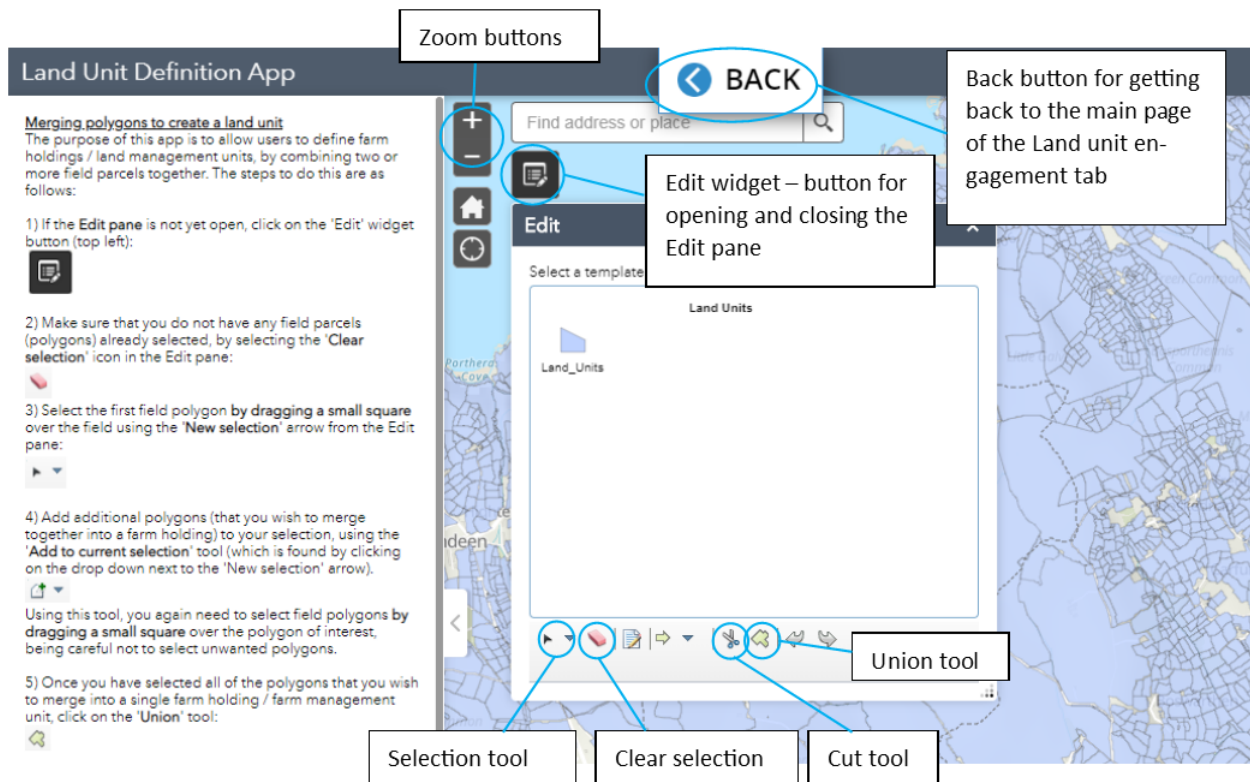 Zoom buttons
Land Unit Definition App
BACK
Back button for getting
back to the main page
of the Land unit en-
gagement tab
Merging polygons to create a land unit
The purpose of this app is to allow users to define farm
holdings / land management units, by combining two or
more field parcels together. The steps to do this are as
follows:
1) If the Edit pane is not yet open, click on the 'Edit' widget
button (top left):
2) Make sure that you do not have any field parcels
(polygons) already selected, by selecting the 'Clear
selection' icon in the Edit pane:
3) Select the first field polygon by dragging a small square
over the field using the 'New selection' arrow from the Edit
pane:
4) Add additional polygons (that you wish to merge
together into a farm holding) to your selection, using the
'Add to current selection' tool (which is found by clicking
on the drop down next to the 'New selection' arrow).
Using this tool, you again need to select field polygons by
dragging a small square over the polygon of interest,
being careful not to select unwanted polygons.
5) Once you have selected all of the polygons that you wish
to merge into a single farm holding / farm management
unit, click on the 'Union' tool:
Find address or place
Edit widget – button for
opening and closing the
Edit pane
Edit
Select a template
Land Units
Land_Units
Cove
deen
Common
Common
Union tool
Selection tool
Clear selection
Cut tool